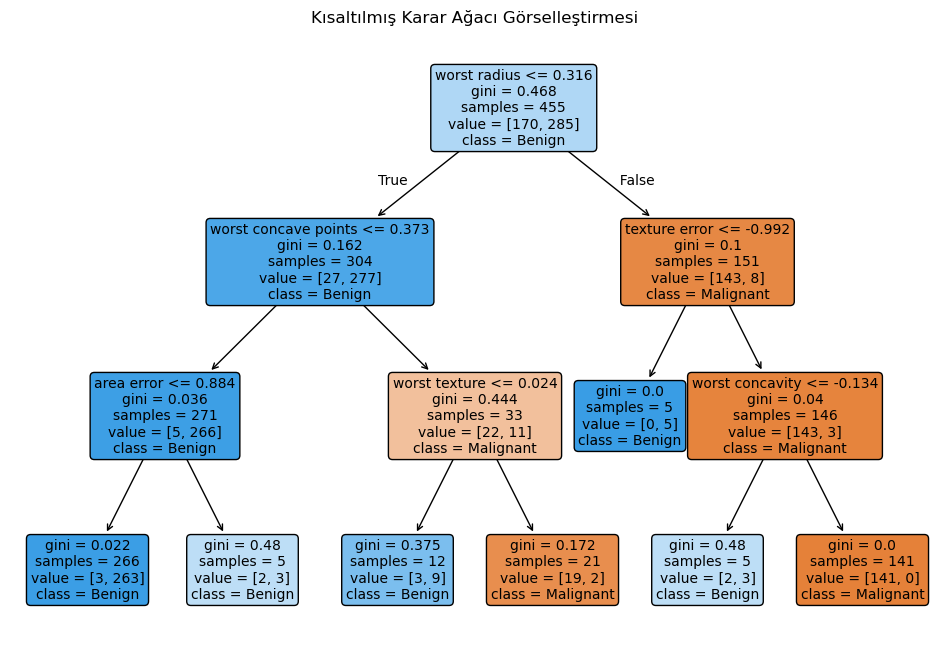 Kısaltılmış Karar Ağacı Görselleştirmesi
worst radius <= 0.316
gini = 0.468
samples = 455
value = [170, 285]
class = Benign
True
False
worst concave points <= 0.373
gini = 0.162
samples = 304
value = [27, 277]
class = Benign
texture error <= -0.992
gini = 0.1
samples = 151
value = [143, 8]
class = Malignant
area error <= 0.884
gini = 0.036
samples = 271
value = [5, 266]
class = Benign
worst texture <= 0.024
gini = 0.444
samples = 33
value = [22, 11]
class = Malignant
gini = 0.0
samples = 5
value = [0, 5]
class = Benign
worst concavity <= -0.134
gini = 0.04
samples = 146
value = [143, 3]
class = Malignant
gini = 0.022
samples = 266
value = [3, 263]
class = Benign
gini = 0.48
samples = 5
value = [2, 3]
class = Benign
gini = 0.375
samples = 12
value = [3, 9]
class = Benign
gini = 0.172
samples = 21
value = [19, 2]
class = Malignant
gini = 0.48
samples = 5
value = [2, 3]
class = Benign
gini = 0.0
samples = 141
value = [141, 0]
class = Malignant